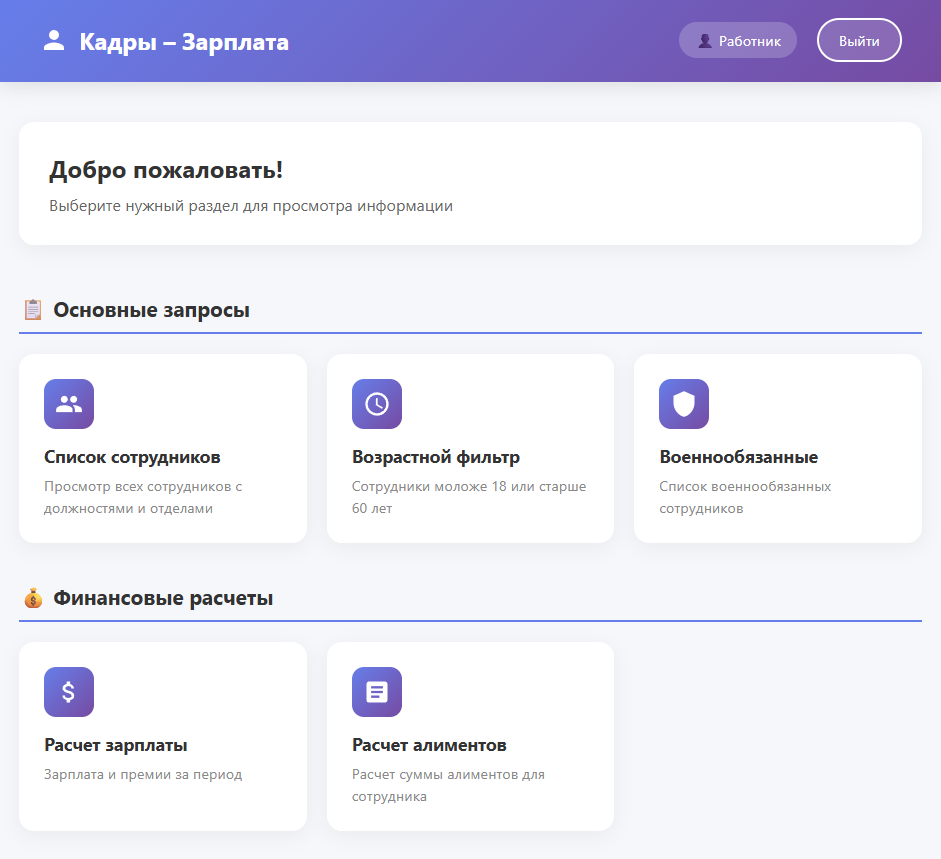 Кадры – Зарплата
Работник
Выйти
Добро пожаловать!
Выберите нужный раздел для просмотра информации
Основные запросы
Список сотрудников
Просмотр всех сотрудников с
должностями и отделами
Возрастной фильтр
Сотрудники моложе 18 или старше
60 лет
Военнообязанные
Список военнообязанных
сотрудников
Финансовые расчеты
Расчет зарплаты
Зарплата и премии за период
Расчет алиментов
Расчет суммы алиментов для
сотрудника